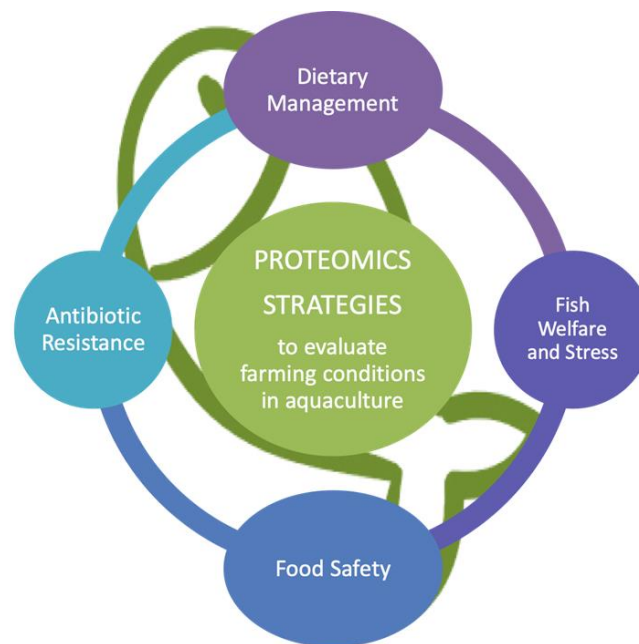 Dietary
Management
PROTEOMICS
STRATEGIES
to evaluate
farming conditions
in aquaculture
Antibiotic
Resistance
Fish
Welfare
and Stress
Food Safety